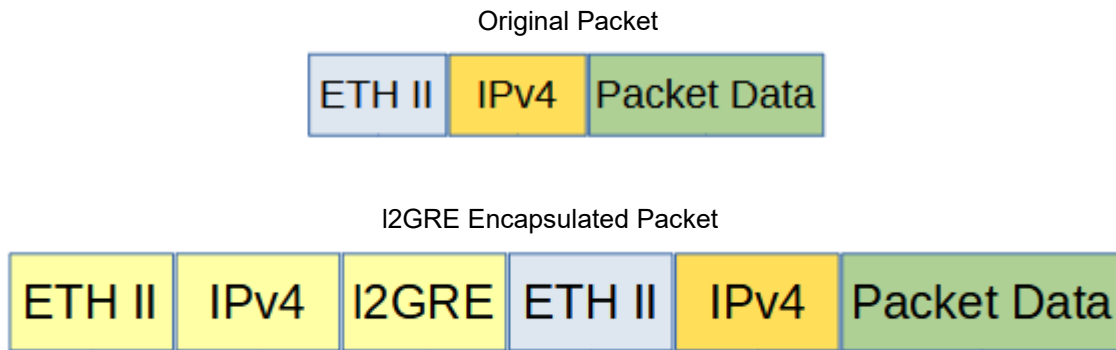 Original Packet
ETH II IPv4 Packet Data
l2GRE Encapsulated Packet
ETH II IPv4 l2GRE ETH II IPv4 Packet Data